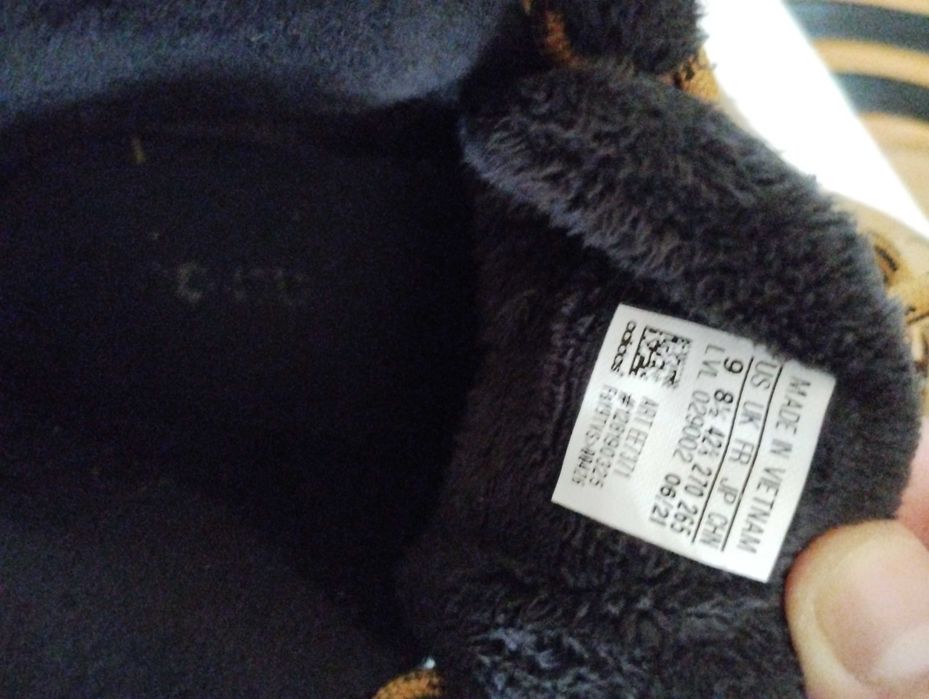 MADE IN VIETNAM
US UK FR JP CHN
9 8½ 42⅔ 270 265
LVL 029002 06/21
ART EE7371
adidas